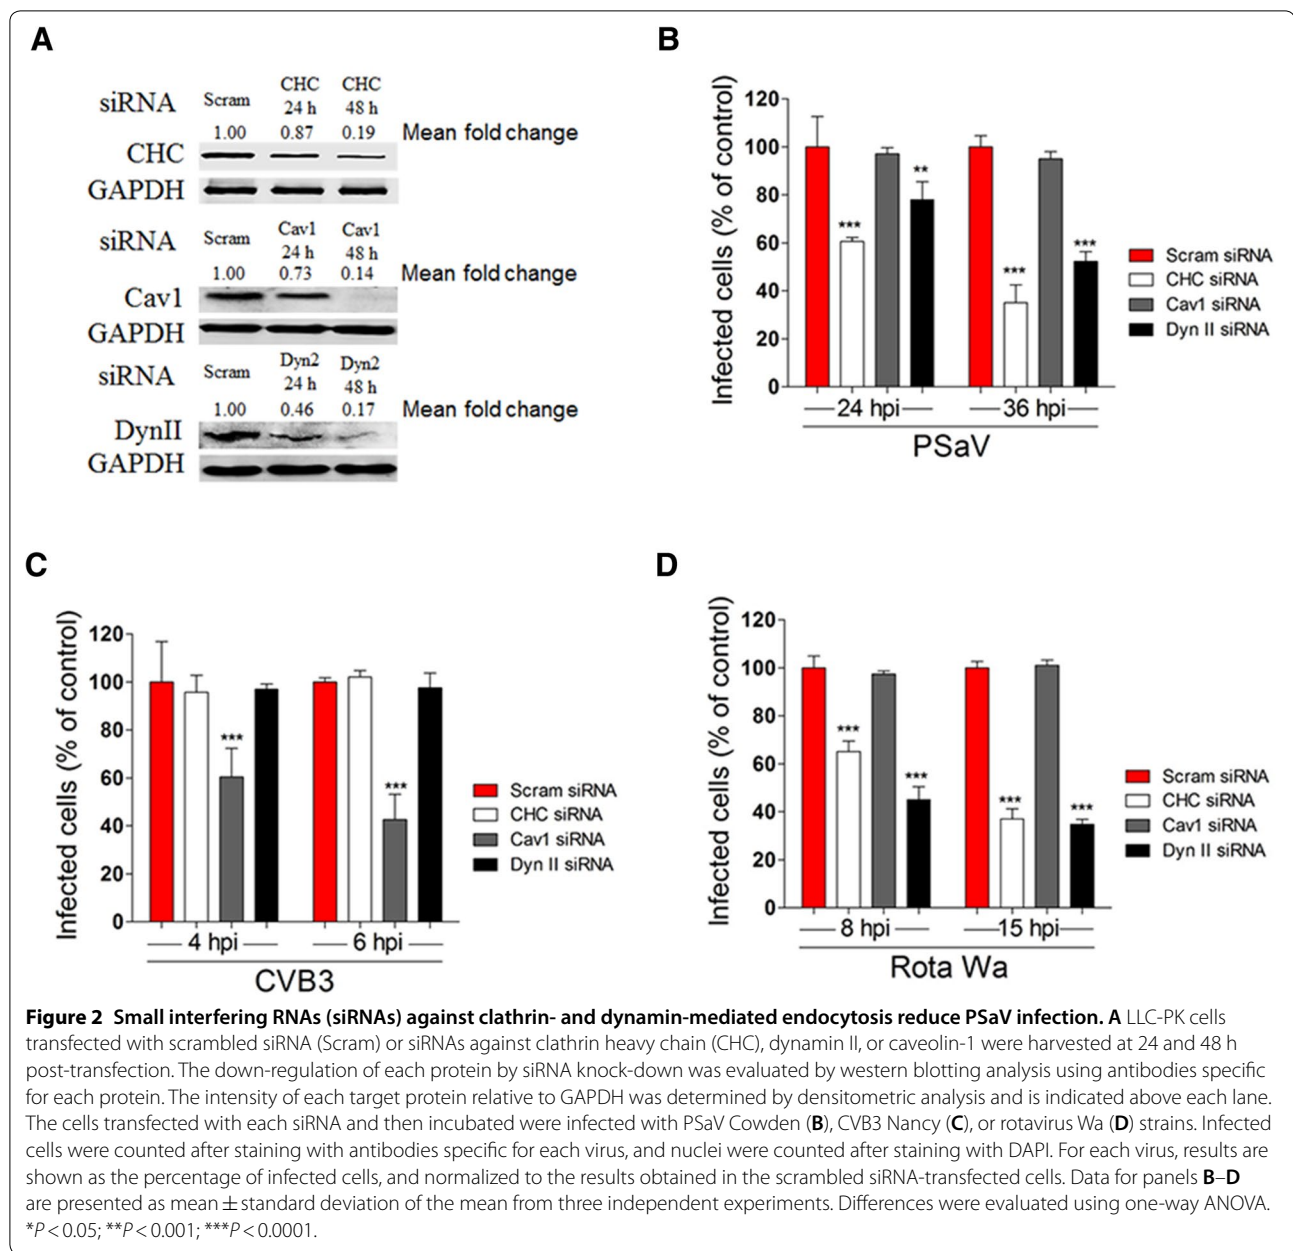 A
siRNA Scram CHC 24 h CHC 48 h
1.00 0.87 0.19 Mean fold change
CHC
GAPDH
siRNA Scram Cav1 24 h Cav1 48 h
1.00 0.73 0.14 Mean fold change
Cav1
GAPDH
siRNA Scram Dyn2 24 h Dyn2 48 h
1.00 0.46 0.17 Mean fold change
DynII
GAPDH
B
Infected cells (% of control)
120
100
80
60
40
20
0
***
**
***
***
24 hpi 36 hpi
PSaV
Scram siRNA
CHC siRNA
Cav1 siRNA
Dyn II siRNA
C
Infected cells (% of control)
120
100
80
60
40
20
0
***
***
4 hpi 6 hpi
CVB3
Scram siRNA
CHC siRNA
Cav1 siRNA
Dyn II siRNA
D
Infected cells (% of control)
120
100
80
60
40
20
0
***
***
***
***
8 hpi 15 hpi
Rota Wa
Scram siRNA
CHC siRNA
Cav1 siRNA
Dyn II siRNA
Figure 2 Small interfering RNAs (siRNAs) against clathrin- and dynamin-mediated endocytosis reduce PSaV infection. A LLC-PK cells
transfected with scrambled siRNA (Scram) or siRNAs against clathrin heavy chain (CHC), dynamin II, or caveolin-1 were harvested at 24 and 48 h
post-transfection. The down-regulation of each protein by siRNA knock-down was evaluated by western blotting analysis using antibodies specific
for each protein. The intensity of each target protein relative to GAPDH was determined by densitometric analysis and is indicated above each lane.
The cells transfected with each siRNA and then incubated were infected with PSaV Cowden (B), CVB3 Nancy (C), or rotavirus Wa (D) strains. Infected
cells were counted after staining with antibodies specific for each virus, and nuclei were counted after staining with DAPI. For each virus, results are
shown as the percentage of infected cells, and normalized to the results obtained in the scrambled siRNA-transfected cells. Data for panels B–D
are presented as mean ± standard deviation of the mean from three independent experiments. Differences were evaluated using one-way ANOVA.
*P < 0.05; **P < 0.001; ***P < 0.0001.